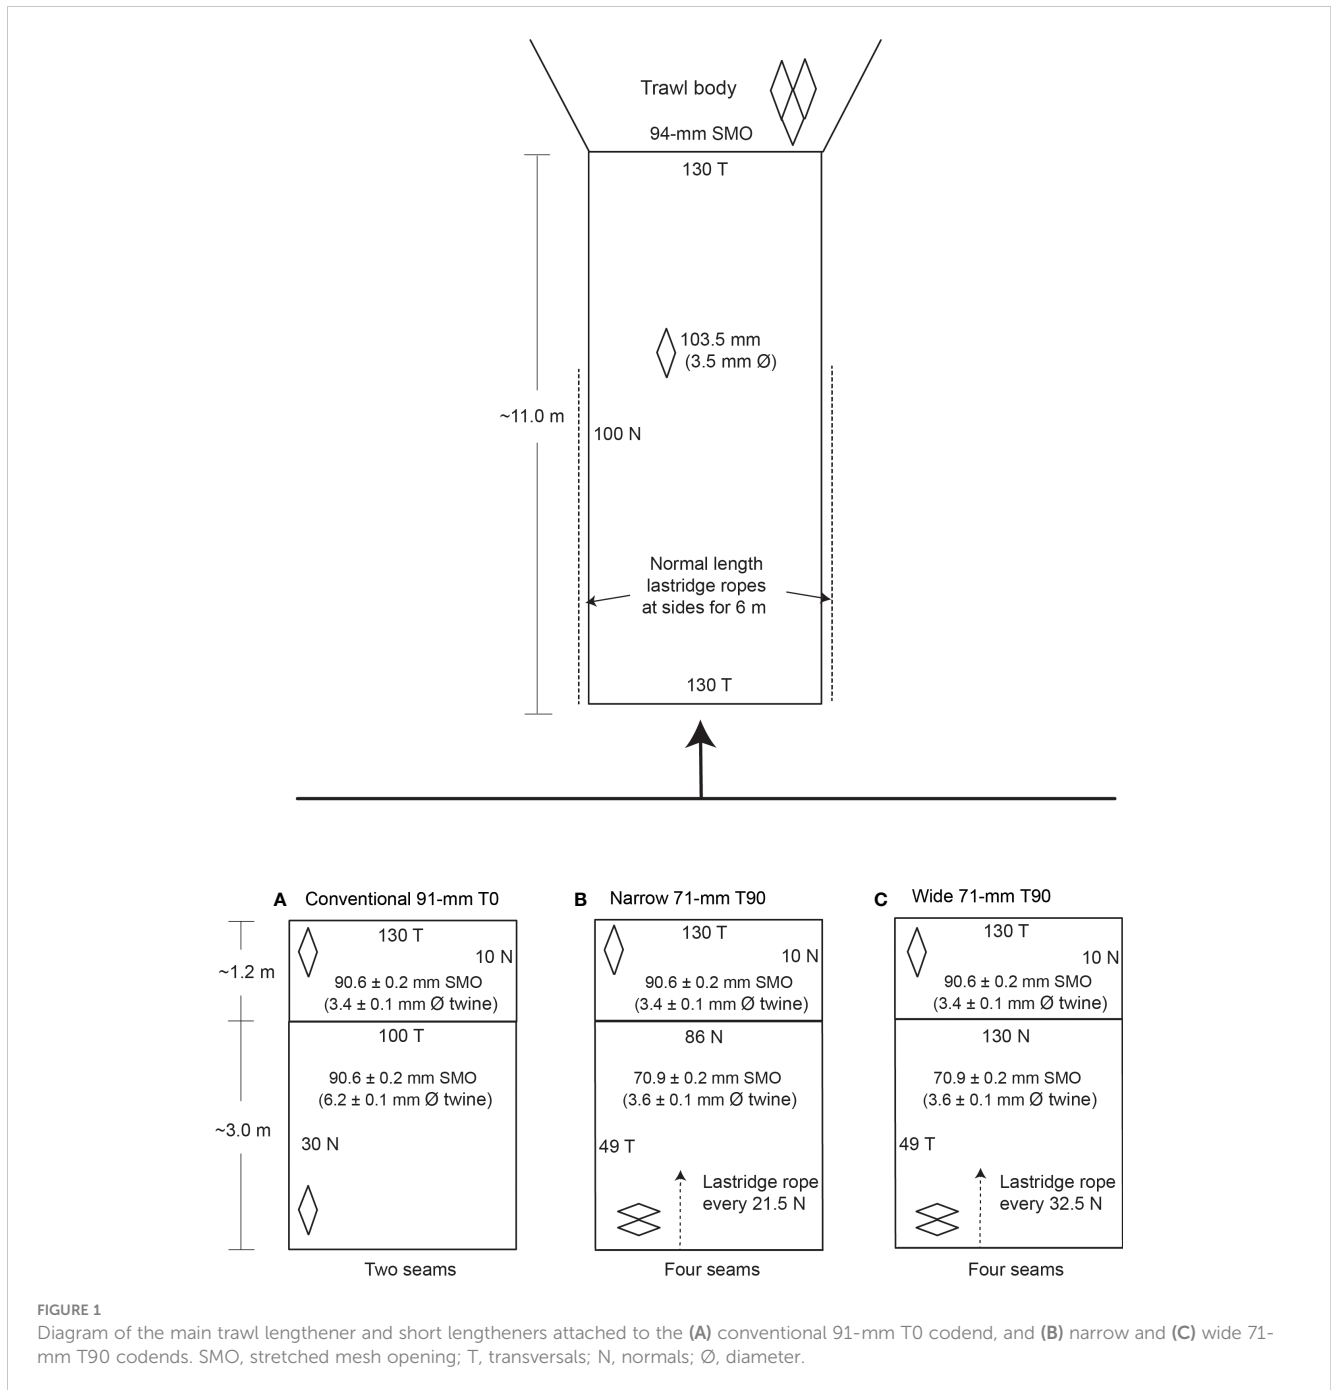 Trawl body
94-mm SMO
130 T
103.5 mm
(3.5 mm Ø)
~11.0 m
100 N
Normal length
lastridge ropes
at sides for 6 m
130 T
A Conventional 91-mm T0
130 T
10 N
~1.2 m
90.6 ± 0.2 mm SMO
(3.4 ± 0.1 mm Ø twine)
100 T
90.6 ± 0.2 mm SMO
(6.2 ± 0.1 mm Ø twine)
~3.0 m
30 N
Two seams
B Narrow 71-mm T90
130 T
10 N
90.6 ± 0.2 mm SMO
(3.4 ± 0.1 mm Ø twine)
86 N
70.9 ± 0.2 mm SMO
(3.6 ± 0.1 mm Ø twine)
49 T
Lastridge rope
every 21.5 N
Four seams
C Wide 71-mm T90
130 T
10 N
90.6 ± 0.2 mm SMO
(3.4 ± 0.1 mm Ø twine)
130 N
70.9 ± 0.2 mm SMO
(3.6 ± 0.1 mm Ø twine)
49 T
Lastridge rope
every 32.5 N
Four seams
FIGURE 1
Diagram of the main trawl lengthener and short lengtheners attached to the (A) conventional 91-mm T0 codend, and (B) narrow and (C) wide 71-
mm T90 codends. SMO, stretched mesh opening; T, transversals; N, normals; Ø, diameter.